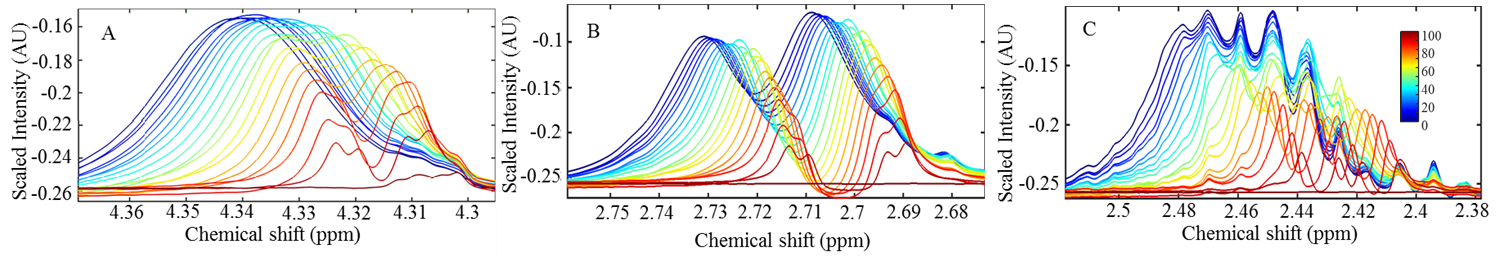 A
Scaled Intensity (AU)
-0.16
-0.18
-0.2
-0.22
-0.24
-0.26
4.36 4.35 4.34 4.33 4.32 4.31 4.3
Chemical shift (ppm)
B
Scaled Intensity (AU)
-0.1
-0.15
-0.2
-0.25
2.75 2.74 2.73 2.72 2.71 2.7 2.69 2.68
Chemical shift (ppm)
C
Scaled Intensity (AU)
-0.15
-0.2
-0.25
100
80
60
40
20
0
2.5 2.48 2.46 2.44 2.42 2.4 2.38
Chemical shift (ppm)